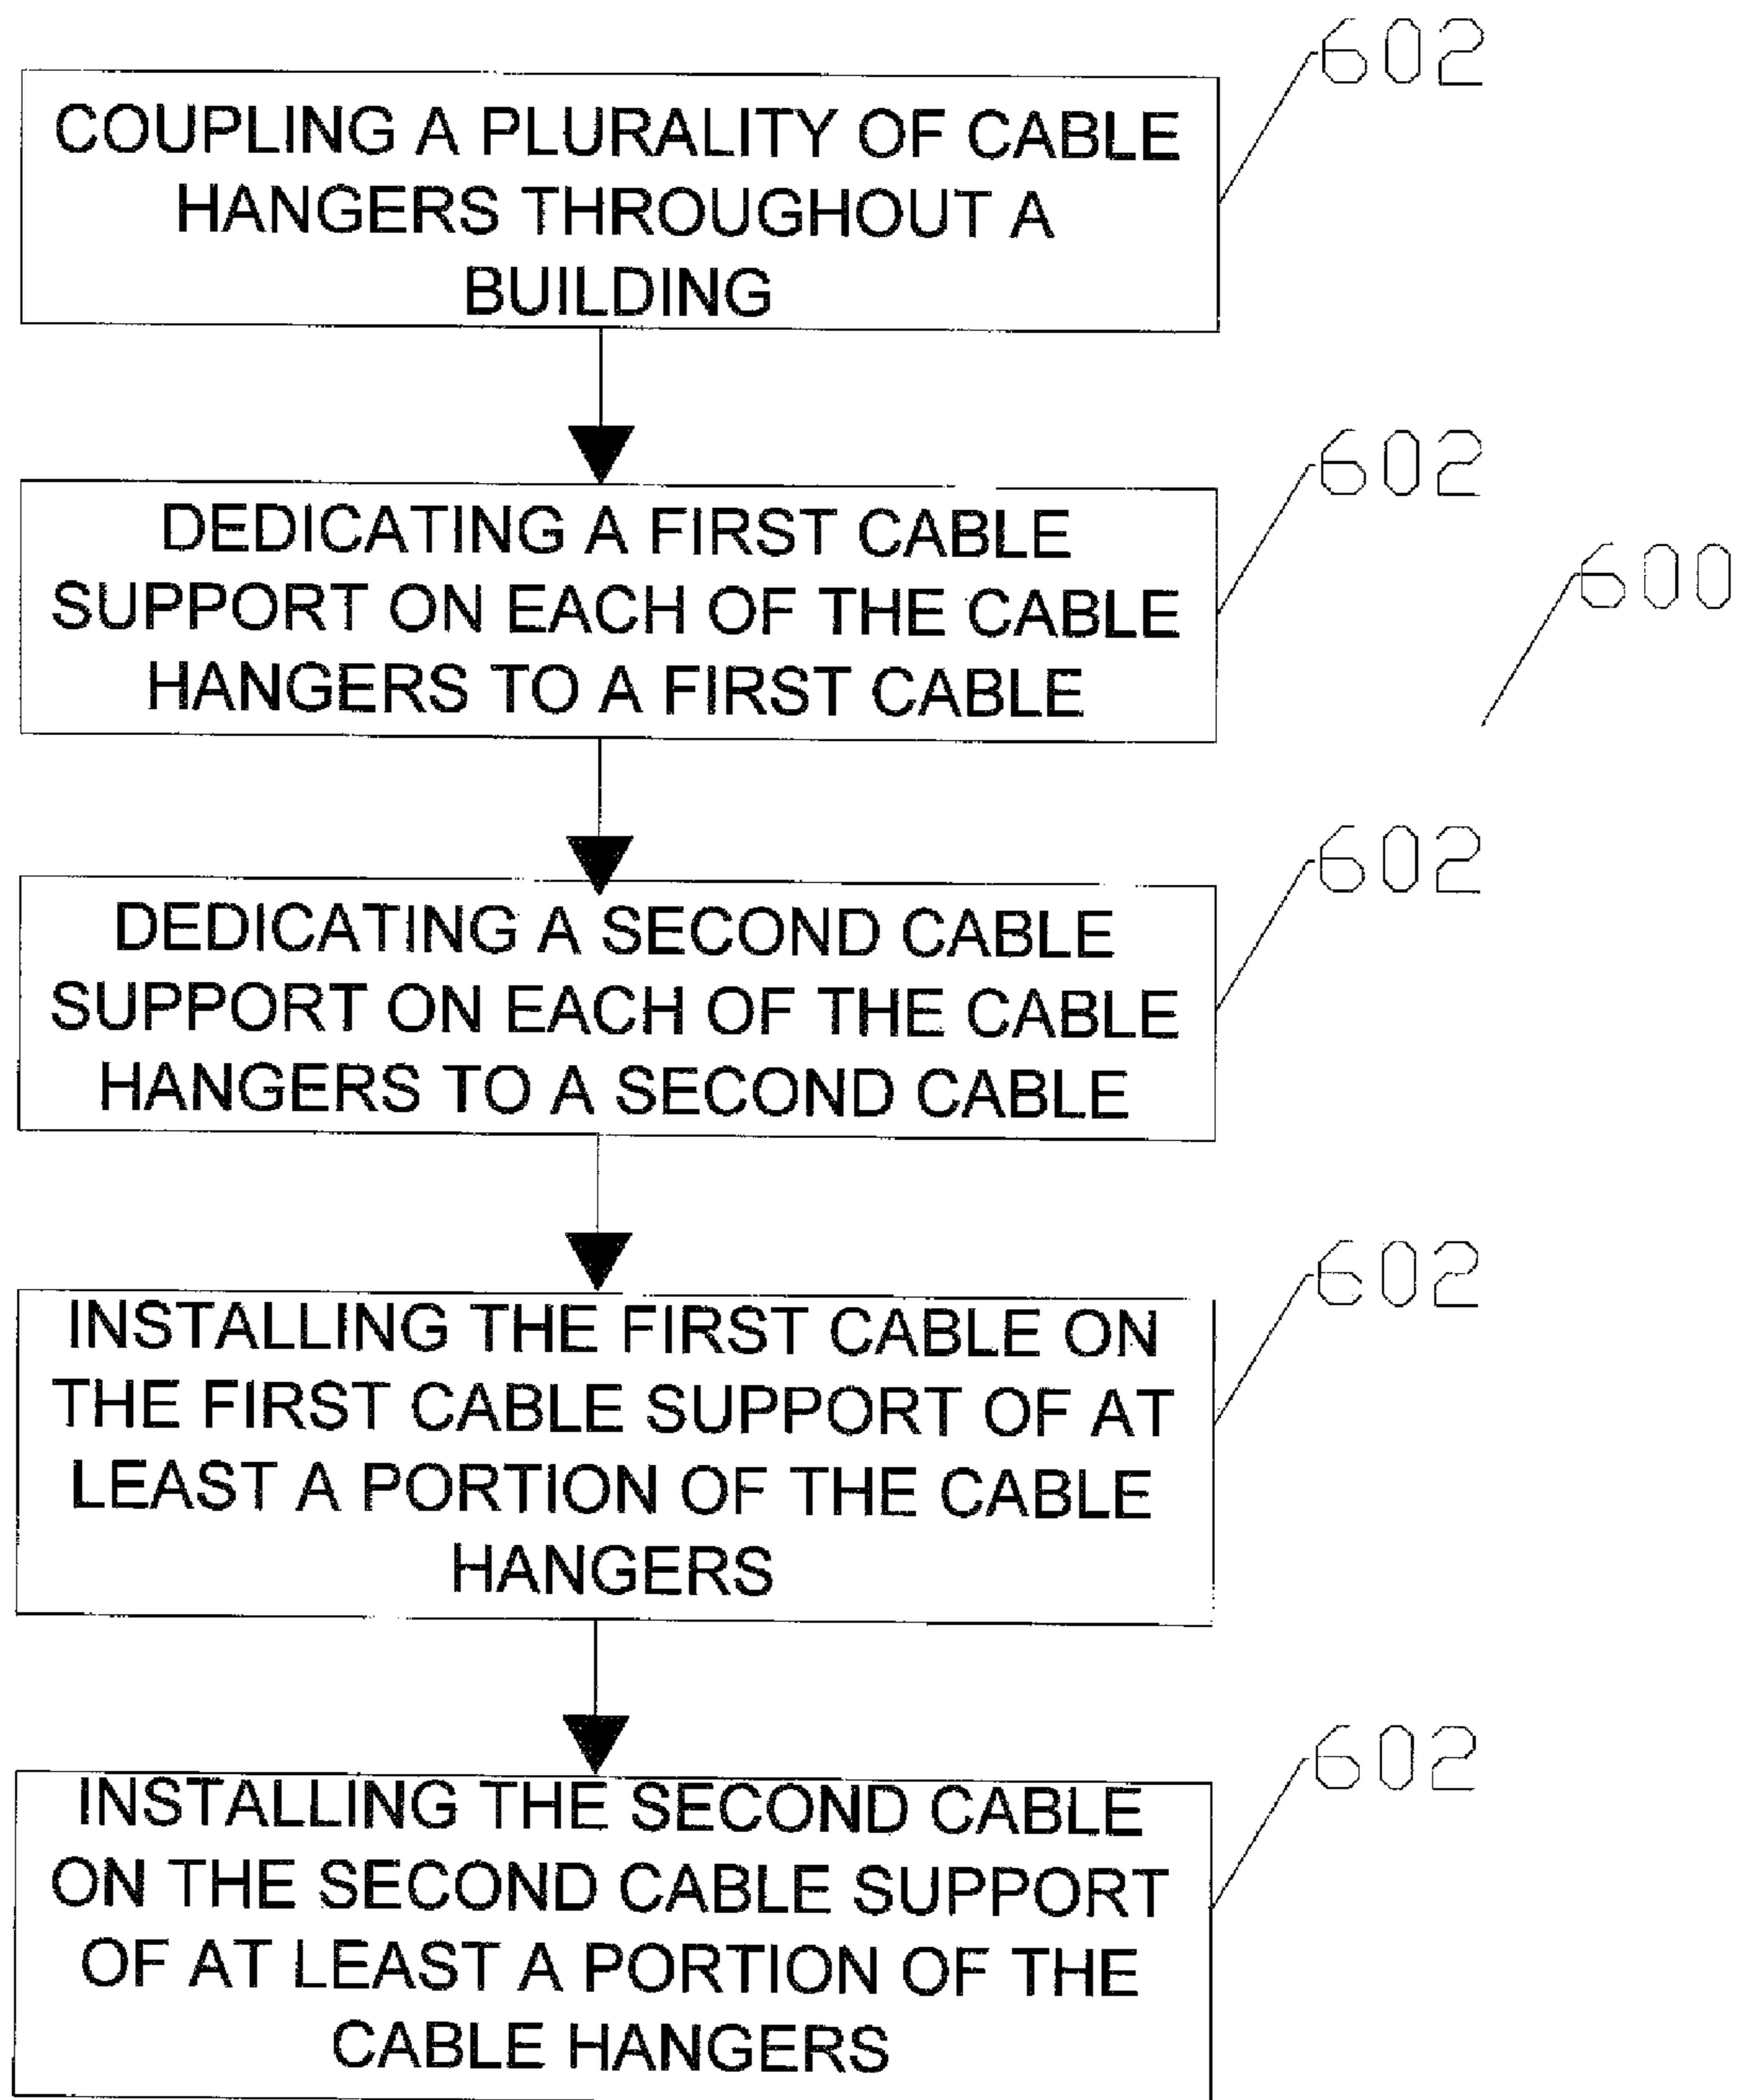 602
COUPLING A PLURALITY OF CABLE
HANGERS THROUGHOUT A
BUILDING
602
DEDICATING A FIRST CABLE
SUPPORT ON EACH OF THE CABLE
HANGERS TO A FIRST CABLE
600
602
DEDICATING A SECOND CABLE
SUPPORT ON EACH OF THE CABLE
HANGERS TO A SECOND CABLE
602
INSTALLING THE FIRST CABLE ON
THE FIRST CABLE SUPPORT OF AT
LEAST A PORTION OF THE CABLE
HANGERS
602
INSTALLING THE SECOND CABLE
ON THE SECOND CABLE SUPPORT
OF AT LEAST A PORTION OF THE
CABLE HANGERS